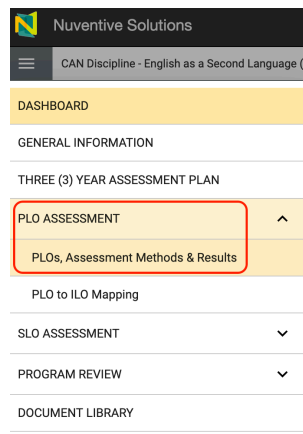 Nuventive Solutions
CAN Discipline - English as a Second Language (
DASHBOARD
GENERAL INFORMATION
THREE (3) YEAR ASSESSMENT PLAN
PLO ASSESSMENT
PLOs, Assessment Methods & Results
PLO to ILO Mapping
SLO ASSESSMENT
PROGRAM REVIEW
DOCUMENT LIBRARY